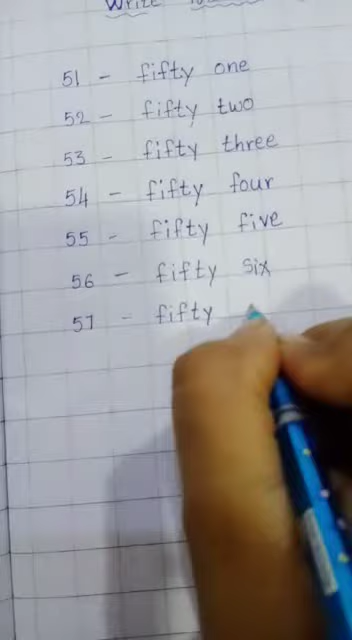 Write
51 - fifty one
52 - fifty two
53 - fifty three
54 - fifty four
55 - fifty five
56 - fifty six
57 - fifty